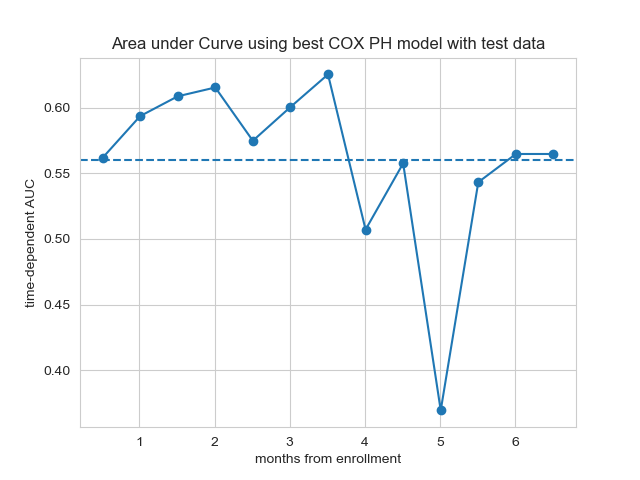 Area under Curve using best COX PH model with test data
time-dependent AUC
0.60
0.55
0.50
0.45
0.40
1 2 3 4 5 6
months from enrollment